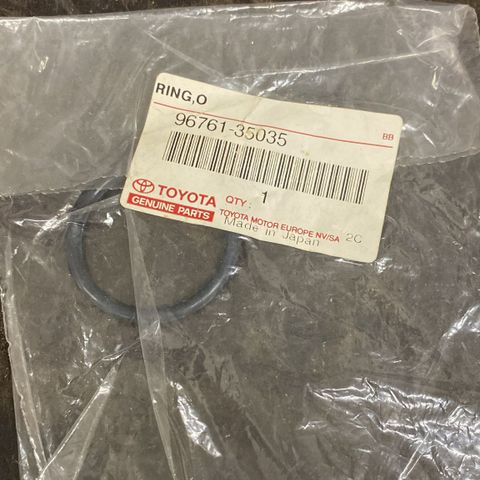 RING,O
96761-35035
BB
TOYOTA
GENUINE PARTS
QTY: 1
TOYOTA MOTOR EUROPE NV/SA
2C
Made in Japan